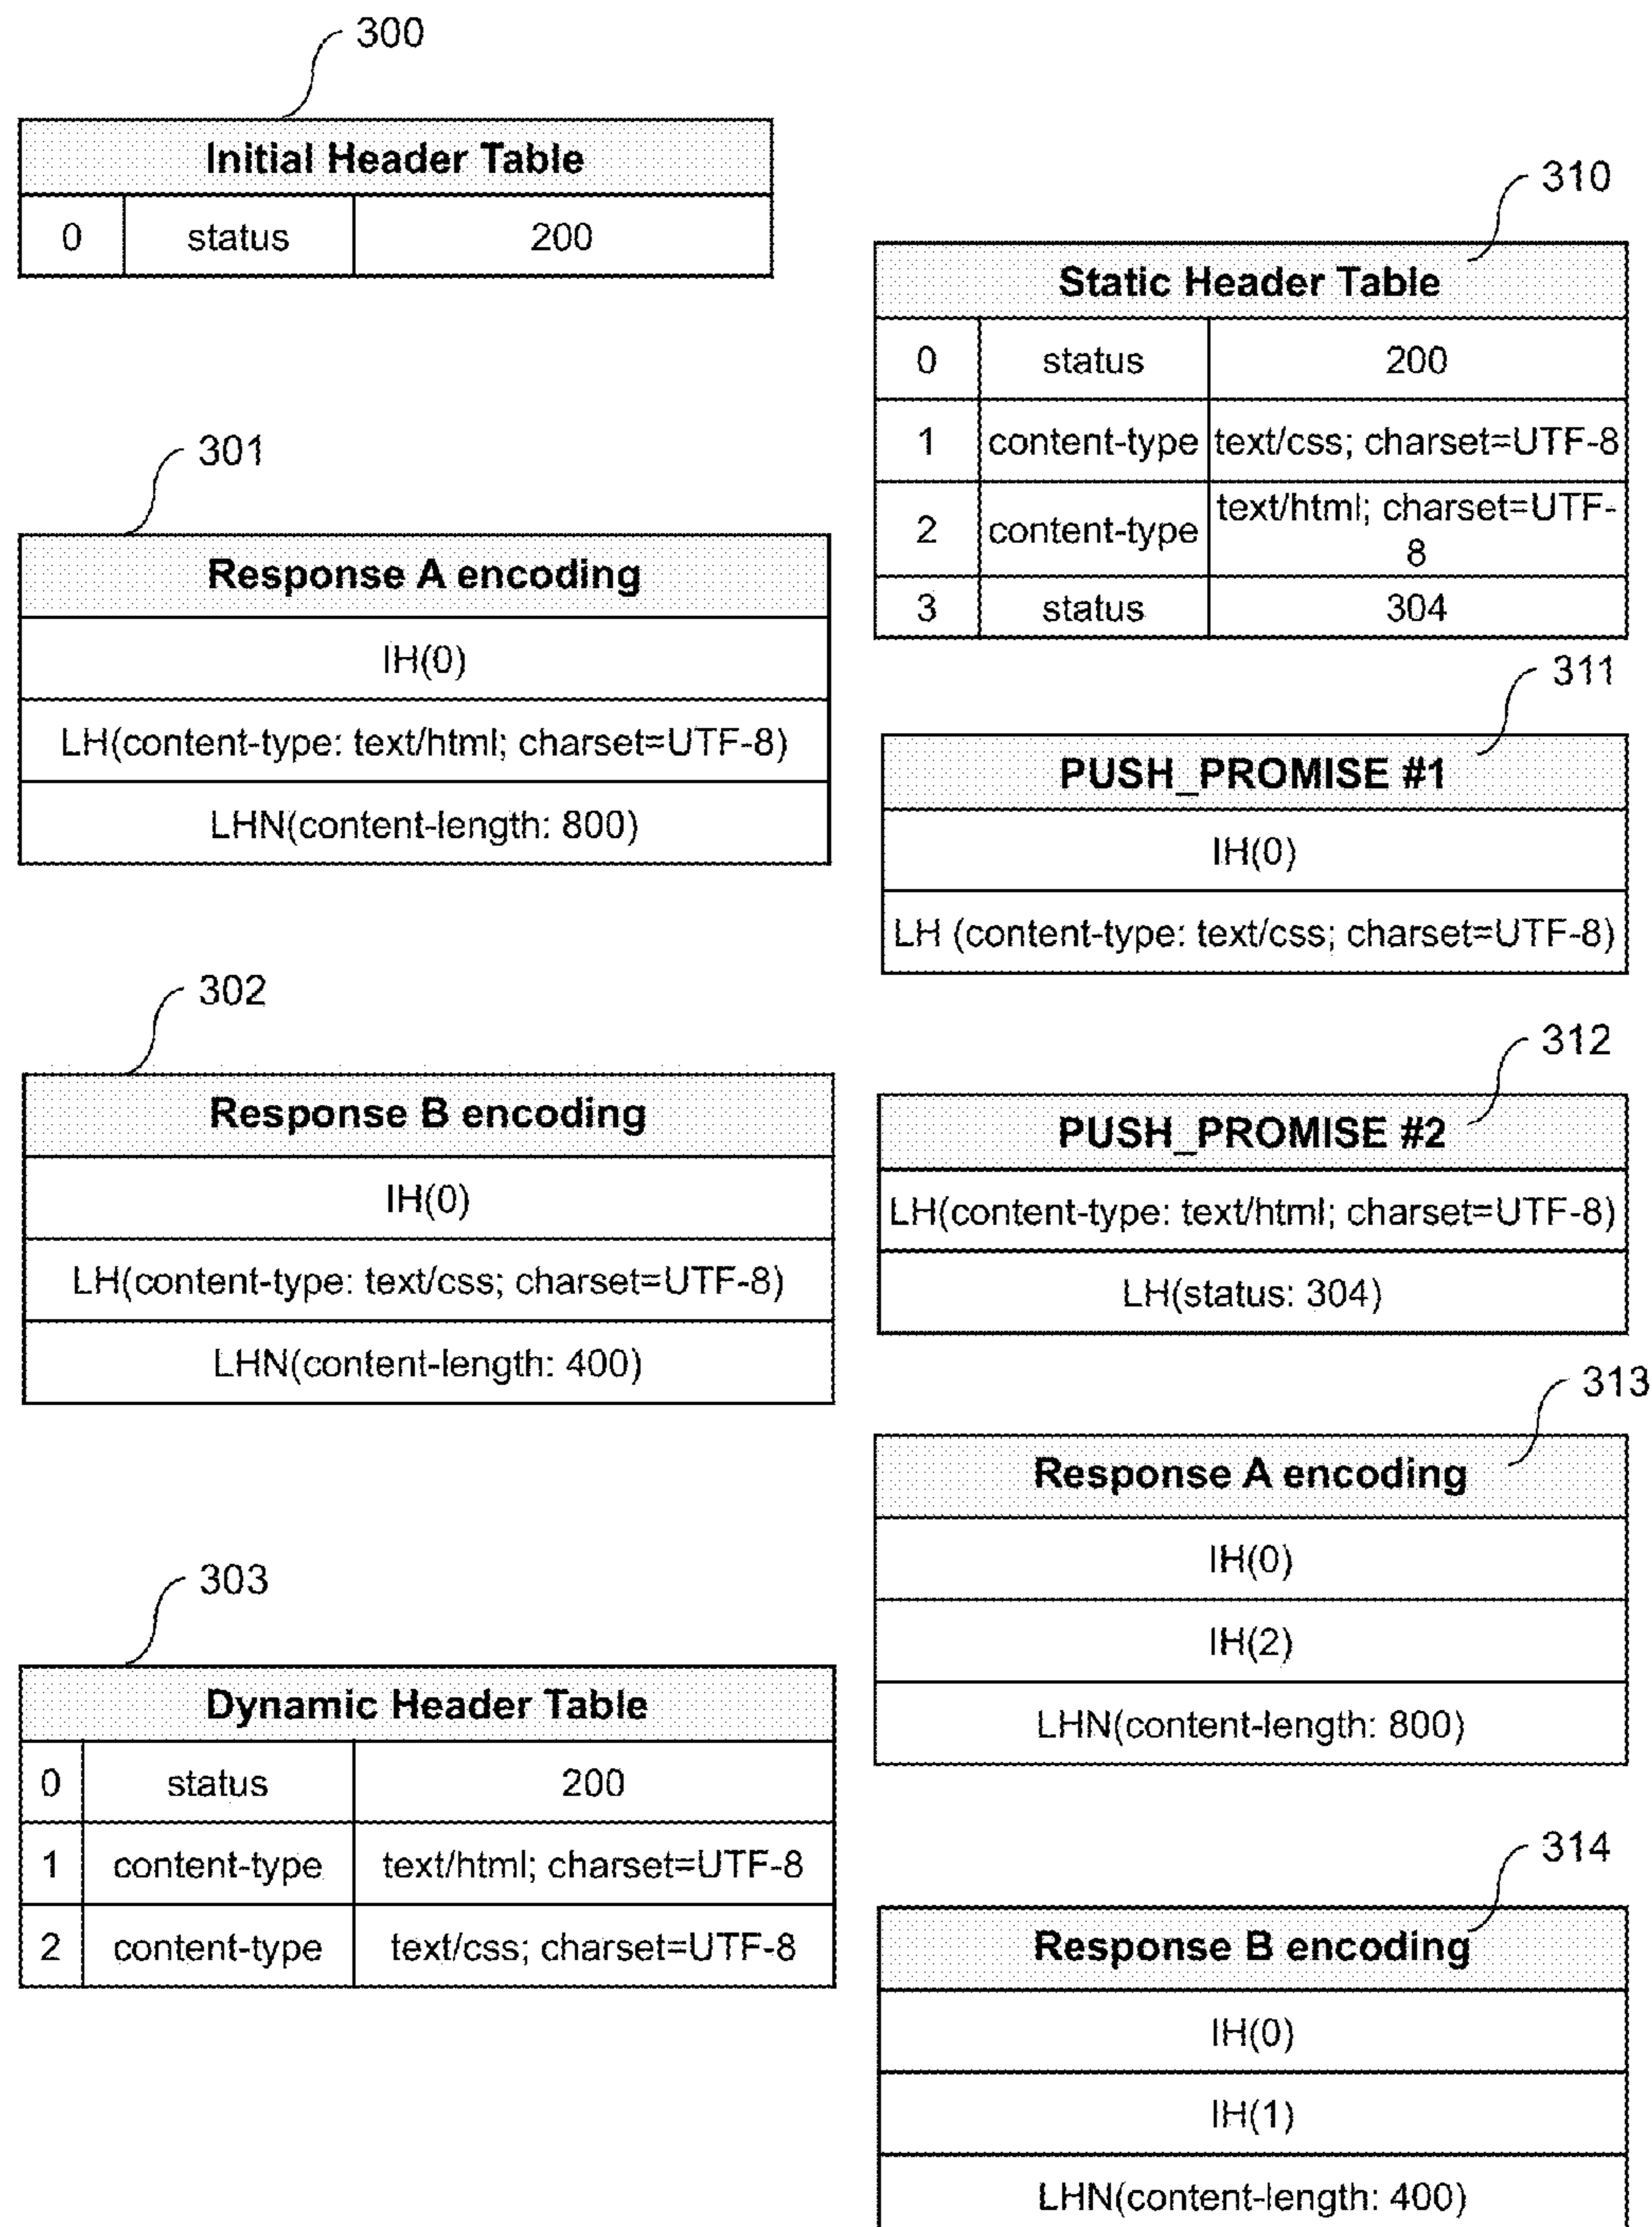 300
Initial Header Table
0 status 200
301
Response A encoding
IH(0)
LH(content-type: text/html; charset=UTF-8)
LHN(content-length: 800)
302
Response B encoding
IH(0)
LH(content-type: text/css; charset=UTF-8)
LHN(content-length: 400)
303
Dynamic Header Table
0 status 200
1 content-type text/html; charset=UTF-8
2 content-type text/css; charset=UTF-8
310
Static Header Table
0 status 200
1 content-type text/css; charset=UTF-8
2 content-type text/html; charset=UTF-
8
3 status 304
311
PUSH_PROMISE #1
IH(0)
LH (content-type: text/css; charset=UTF-8)
312
PUSH_PROMISE #2
LH(content-type: text/html; charset=UTF-8)
LH(status: 304)
313
Response A encoding
IH(0)
IH(2)
LHN(content-length: 800)
314
Response B encoding
IH(0)
IH(1)
LHN(content-length: 400)